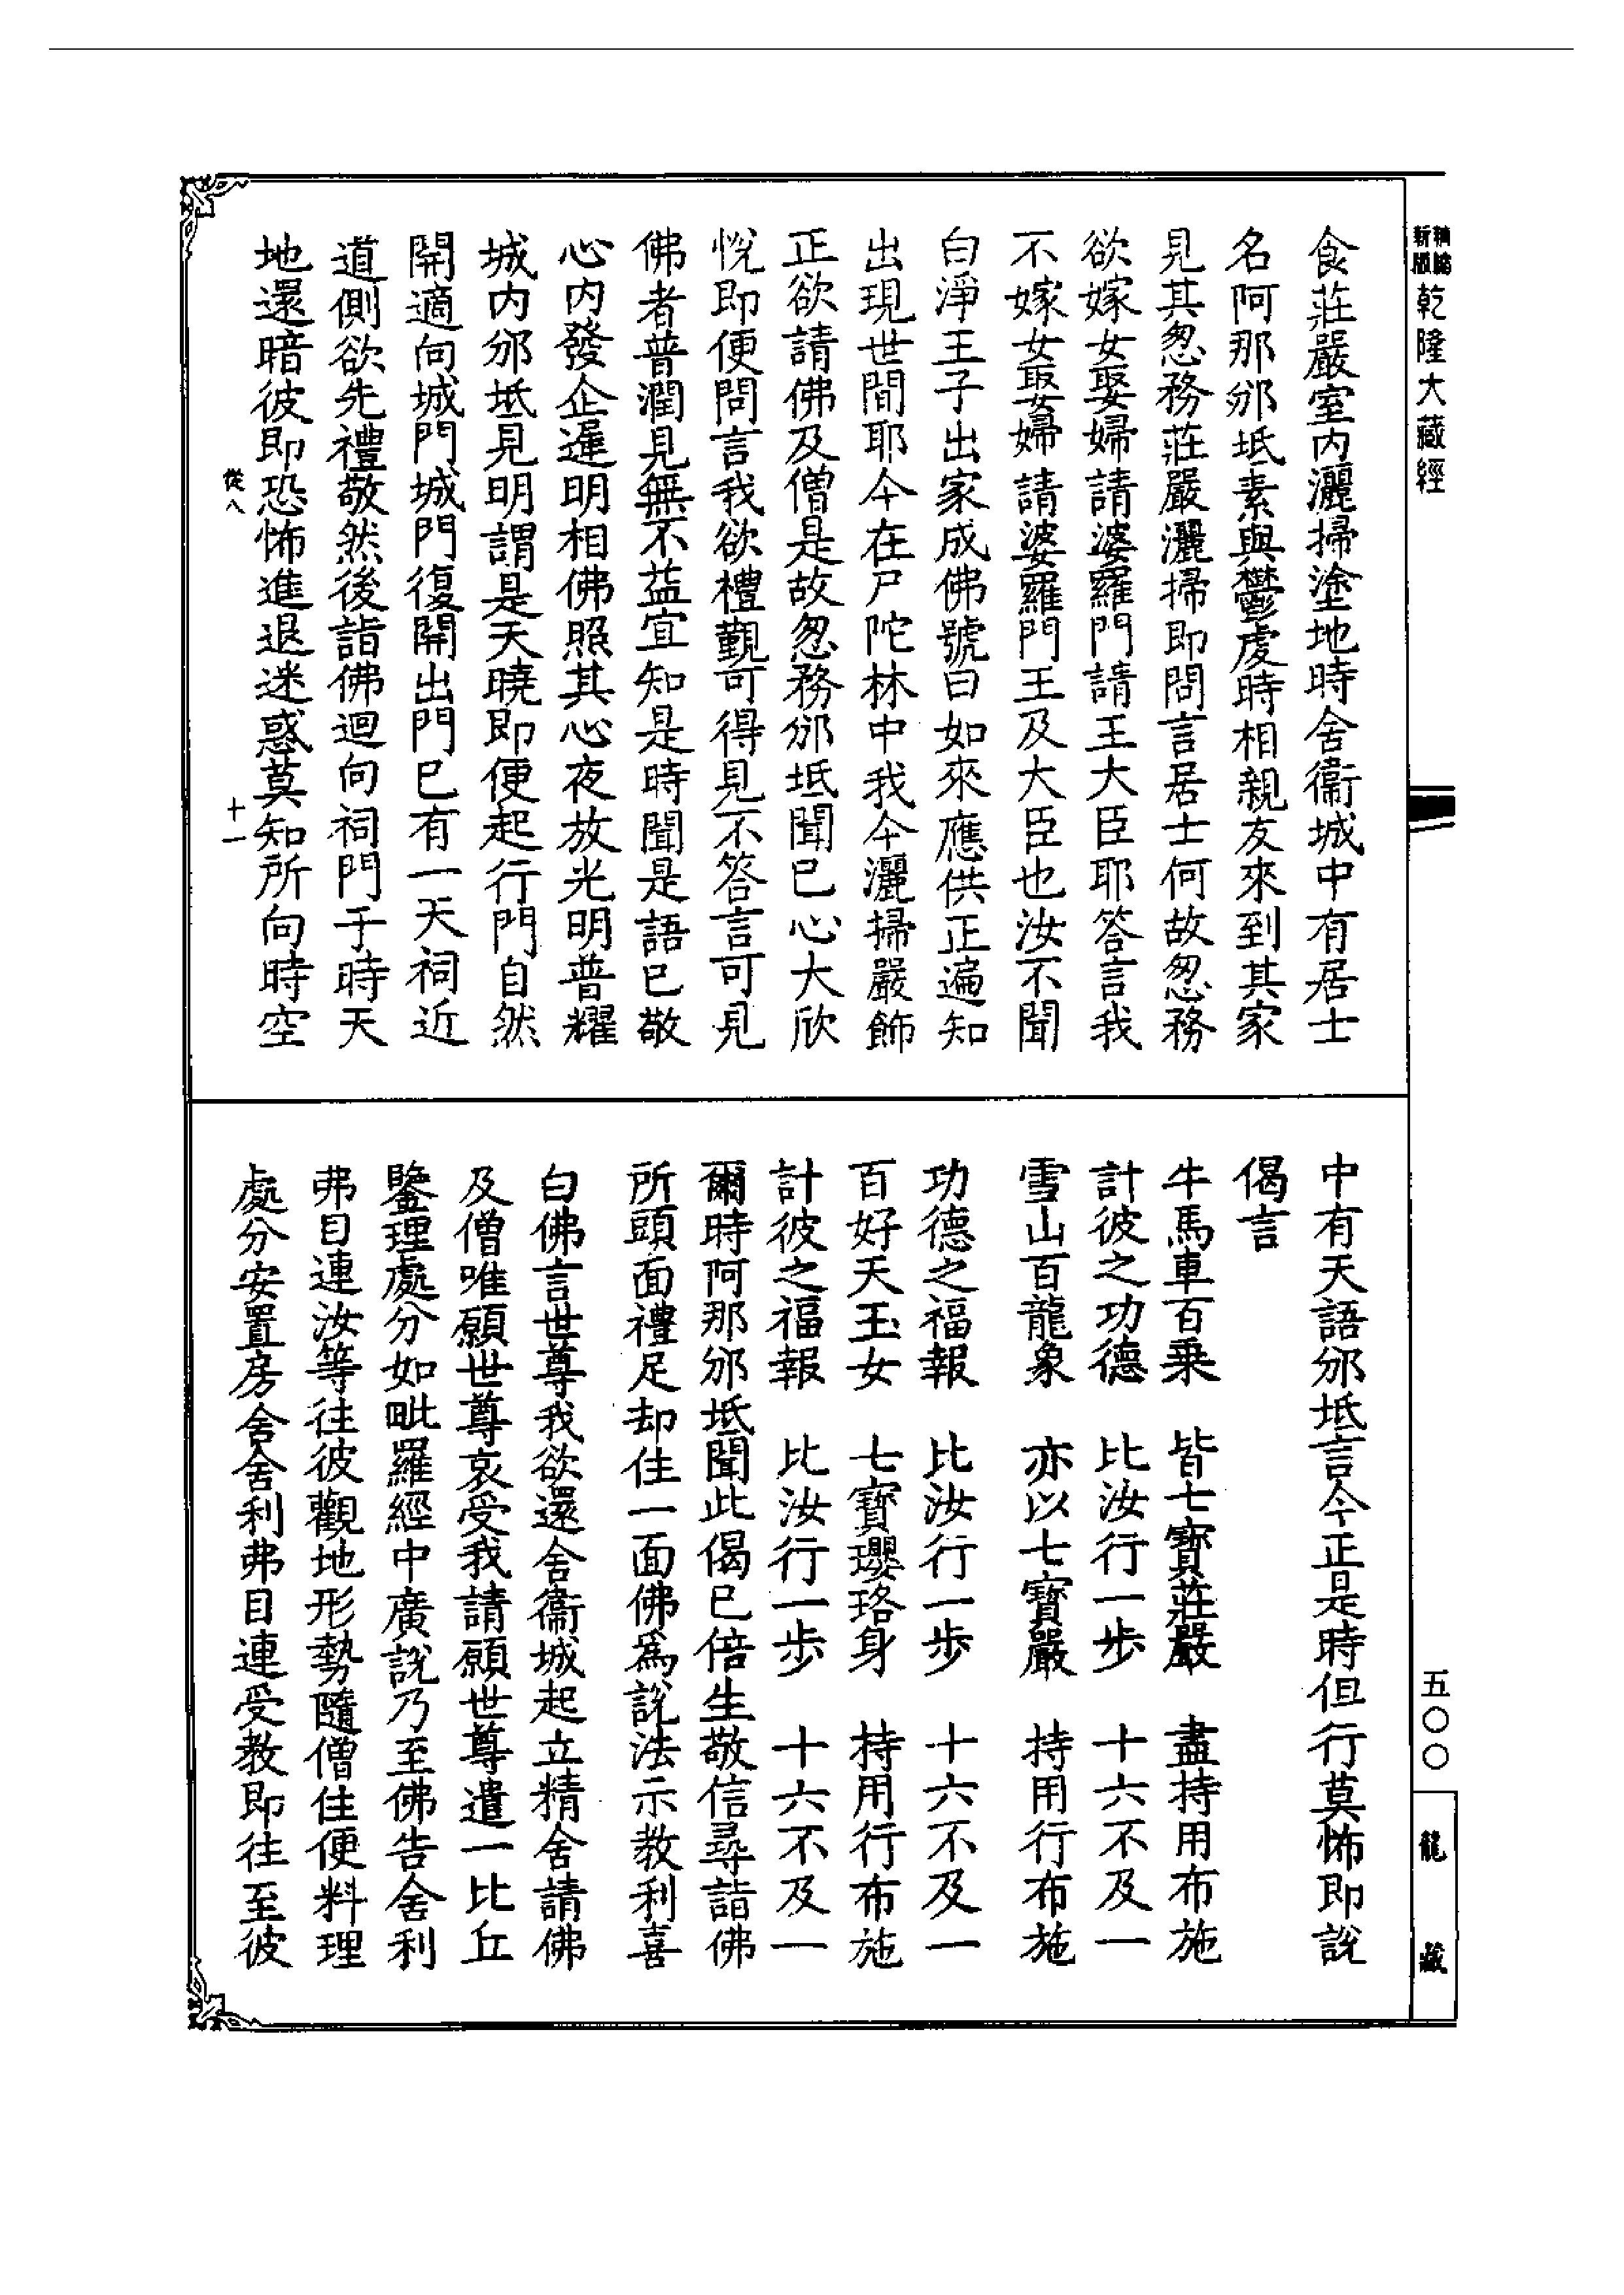 新編縮版
乾隆大藏經
食莊嚴室內灑掃塗地時舍衞城中有居士
名阿那邠坻素與鬱虔時相親友來到其家
見其怱務莊嚴灑掃即問言居士何故怱務
欲嫁女娶婦請婆羅門請王大臣耶答言我
不嫁女娶婦請婆羅門王及大臣也汝不聞
白淨王子出家成佛號曰如來應供正遍知
出現世間耶今在尸陀林中我今灑掃嚴飾
正欲請佛及僧是故怱務邠坻聞已心大欣
悅即便問言我欲禮覲可得見不答言可見
佛者普潤見無不益宜知是時聞是語已敬
心內發企遲明相佛照其心夜放光明普耀
城內邠坻見明謂是天曉即便起行門自然
開適向城門城門復開出門已有一天祠近
道側欲先禮敬然後詣佛迴向祠門于時天
地還暗彼即恐怖進退迷惑莫知所向時空
從八
十一
中有天語邠坻言今正是時但行莫怖即說
偈言
牛馬車百乗　皆七寶莊嚴　盡持用布施
計彼之功德　比汝行一步　十六不及一
雪山百龍象　亦以七寶嚴　持用行布施
功德之福報　比汝行一步　十六不及一
百好天玉女　七寶瓔珞身　持用行布施
計彼之福報　比汝行一步　十六不及一
爾時阿那邠坻聞此偈已倍生敬信尋詣佛
所頭面禮足却住一面佛爲說法示教利喜
白佛言世尊我欲還舍衞城起立精舍請佛
及僧唯願世尊哀受我請願世尊遣一比丘
鑒理處分如毗羅經中廣說乃至佛告舍利
弗目連汝等往彼觀地形勢隨僧住便料理
處分安置房舍舍利弗目連受教即往至彼
五〇〇
龍藏